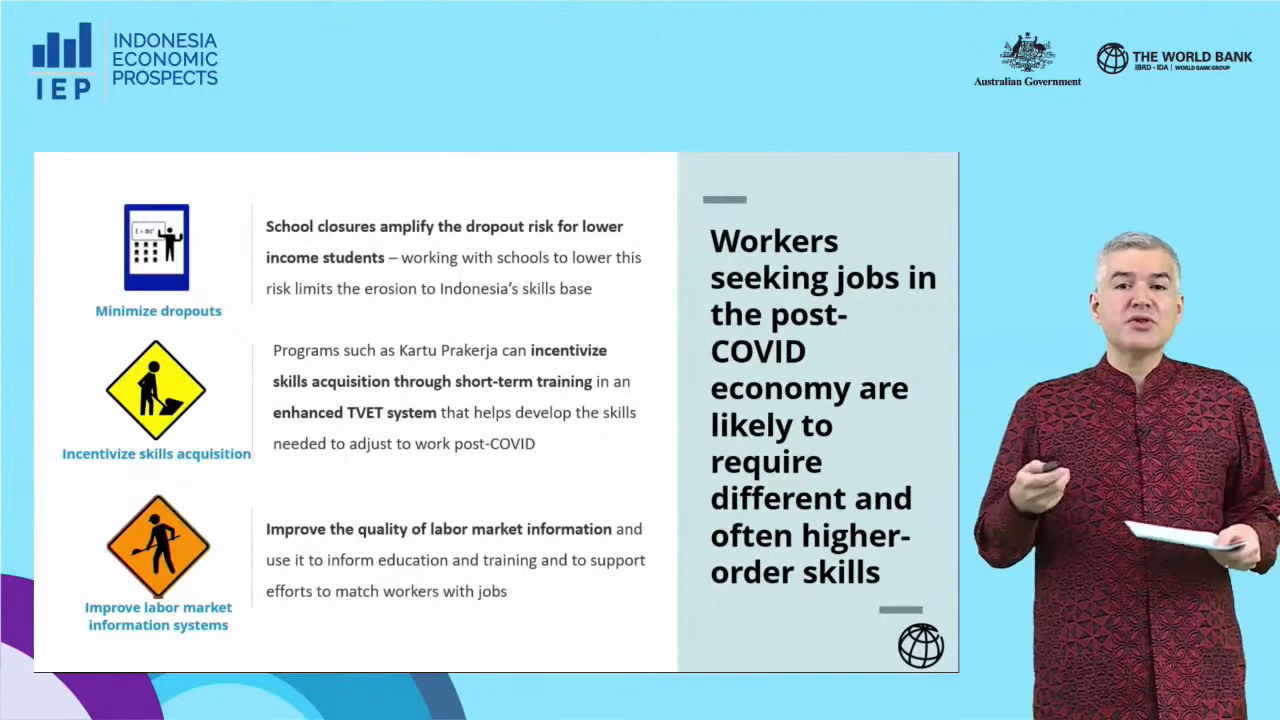 INDONESIA
ECONOMIC
PROSPECTS
IEP
Australian Government
THE WORLD BANK
IBRD • IDA | WORLD BANK GROUP
School closures amplify the dropout risk for lower
income students – working with schools to lower this
risk limits the erosion to Indonesia's skills base
Minimize dropouts
Programs such as Kartu Prakerja can incentivize
skills acquisition through short-term training in an
enhanced TVET system that helps develop the skills
needed to adjust to work post-COVID
Incentivize skills acquisition
Improve the quality of labor market information and
use it to inform education and training and to support
efforts to match workers with jobs
Improve labor market
information systems
Workers
seeking jobs in
the post-
COVID
economy are
likely to
require
different and
often higher-
order skills